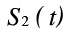 S₂ ( t)